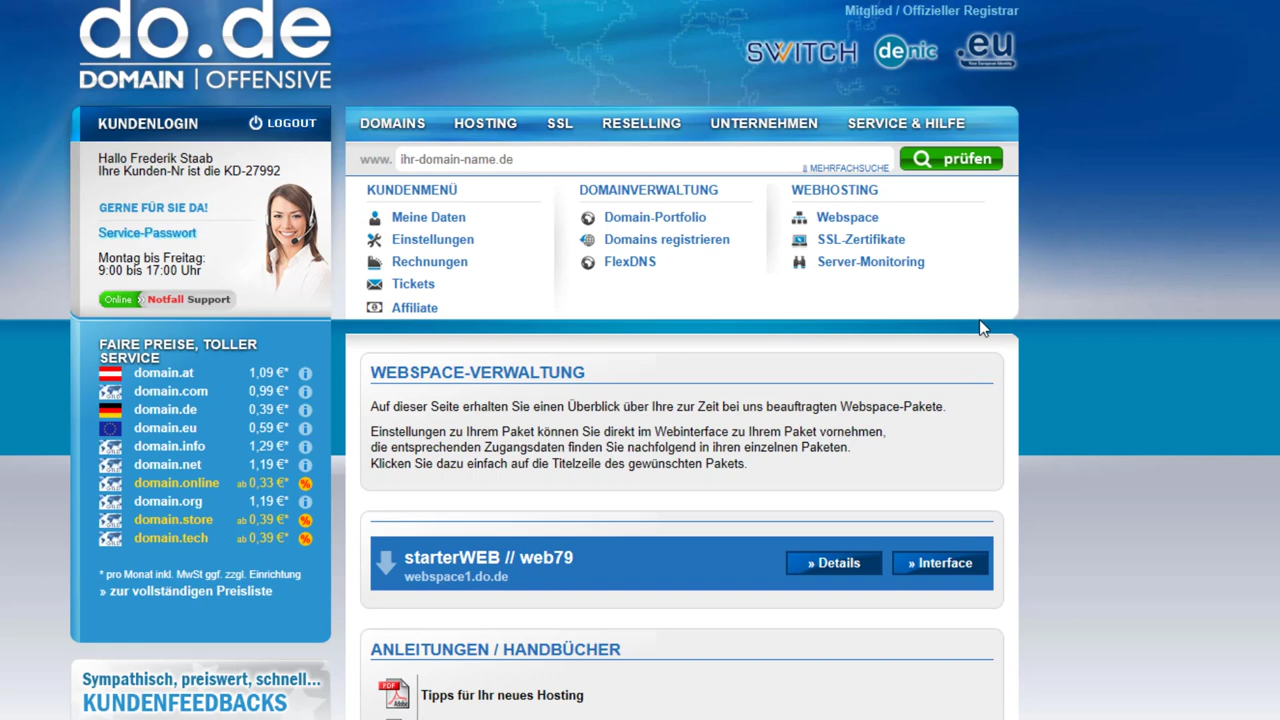 do.de
DOMAIN | OFFENSIVE
Mitglied / Offizieller Registrar
SWITCH
denic
.eu
Your European Identity
KUNDENLOGIN
LOGOUT
Hallo Frederik Staab
Ihre Kunden-Nr ist die KD-27992
GERNE FÜR SIE DA!
Service-Passwort
Montag bis Freitag:
9:00 bis 17:00 Uhr
Online » Notfall Support
DOMAINS HOSTING SSL RESELLING UNTERNEHMEN SERVICE & HILFE
www. ihr-domain-name.de
MEHRFACHSUCHE
prüfen
KUNDENMENÜ
Meine Daten
Einstellungen
Rechnungen
Tickets
Affiliate
DOMAINVERWALTUNG
Domain-Portfolio
Domains registrieren
FlexDNS
WEBHOSTING
Webspace
SSL-Zertifikate
Server-Monitoring
FAIRE PREISE, TOLLER
SERVICE
domain.at 1,09 €*
domain.com 0,99 €*
domain.de 0,39 €*
domain.eu 0,59 €*
domain.info 1,29 €*
domain.net 1,19 €*
domain.online ab 0,33 €* %
domain.org 1,19 €*
domain.store ab 0,39 €* %
domain.tech ab 0,39 €* %
* pro Monat inkl. MwSt ggf. zzgl. Einrichtung
» zur vollständigen Preisliste
Sympathisch, preiswert, schnell...
KUNDENFEEDBACKS
WEBSPACE-VERWALTUNG
Auf dieser Seite erhalten Sie einen Überblick über Ihre zur Zeit bei uns beauftragten Webspace-Pakete.
Einstellungen zu Ihrem Paket können Sie direkt im Webinterface zu Ihrem Paket vornehmen,
die entsprechenden Zugangsdaten finden Sie nachfolgend in ihren einzelnen Paketen.
Klicken Sie dazu einfach auf die Titelzeile des gewünschten Pakets.
starterWEB // web79
webspace1.do.de
» Details
» Interface
ANLEITUNGEN / HANDBÜCHER
PDF
Adobe
Tipps für Ihr neues Hosting